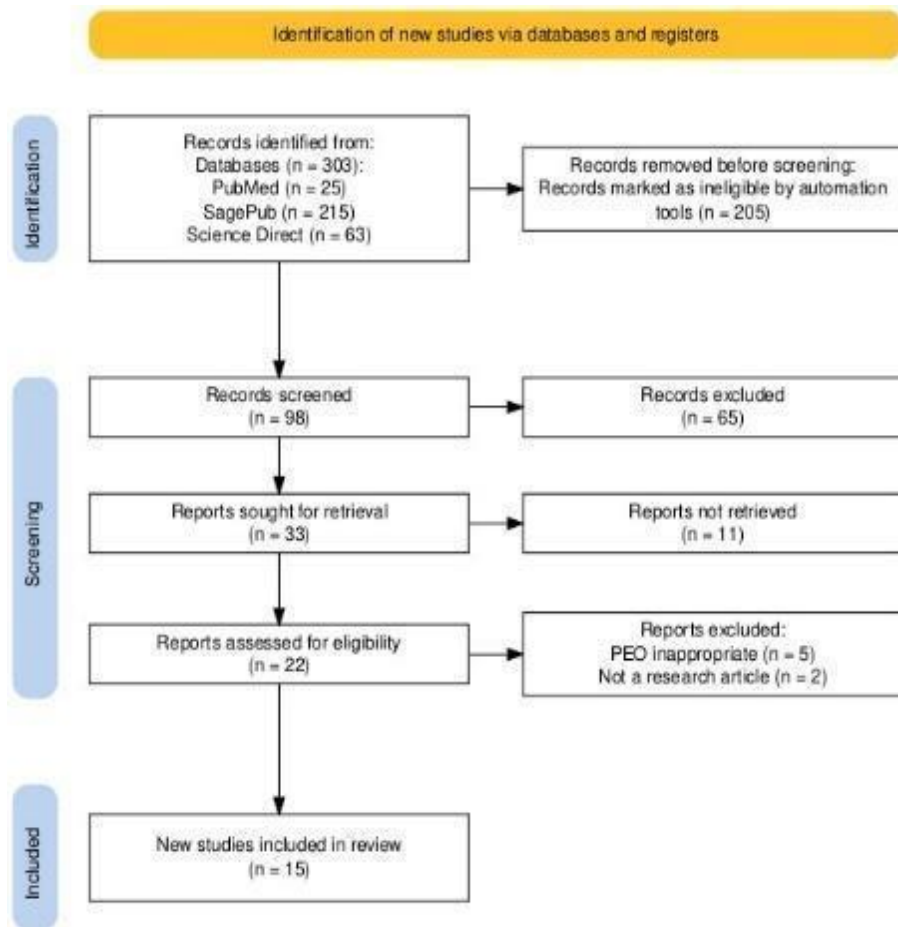 Identification of new studies via databases and registers
Identification
Records identified from:
Databases (n = 303):
PubMed (n = 25)
SagePub (n = 215)
Science Direct (n = 63)
Records removed before screening:
Records marked as ineligible by automation
tools (n = 205)
Screening
Records screened
(n = 98)
Records excluded
(n = 65)
Reports sought for retrieval
(n = 33)
Reports not retrieved
(n = 11)
Reports assessed for eligibility
(n = 22)
Reports excluded:
PEO inappropriate (n = 5)
Not a research article (n = 2)
Included
New studies included in review
(n = 15)